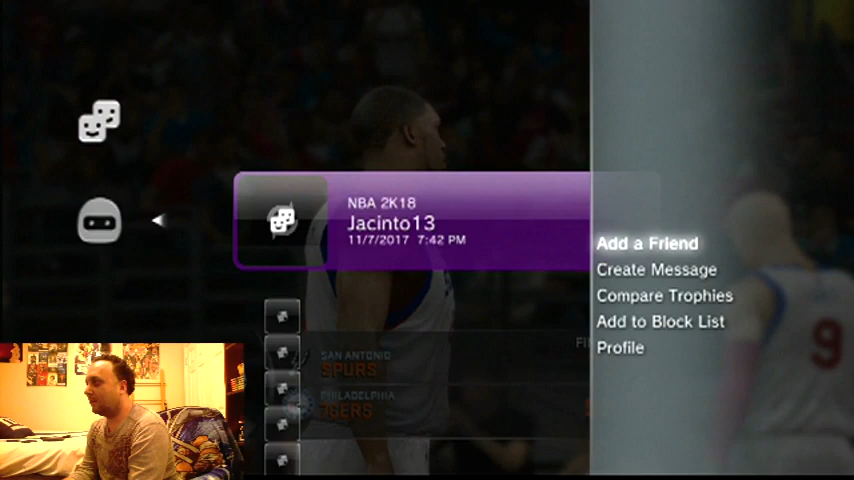 NBA 2K18
Jacinto13
11/7/2017 7:42 PM
Add a Friend
Create Message
Compare Trophies
Add to Block List
Profile
SAN ANTONIO
SPURS
PHILADELPHIA
76ERS
9